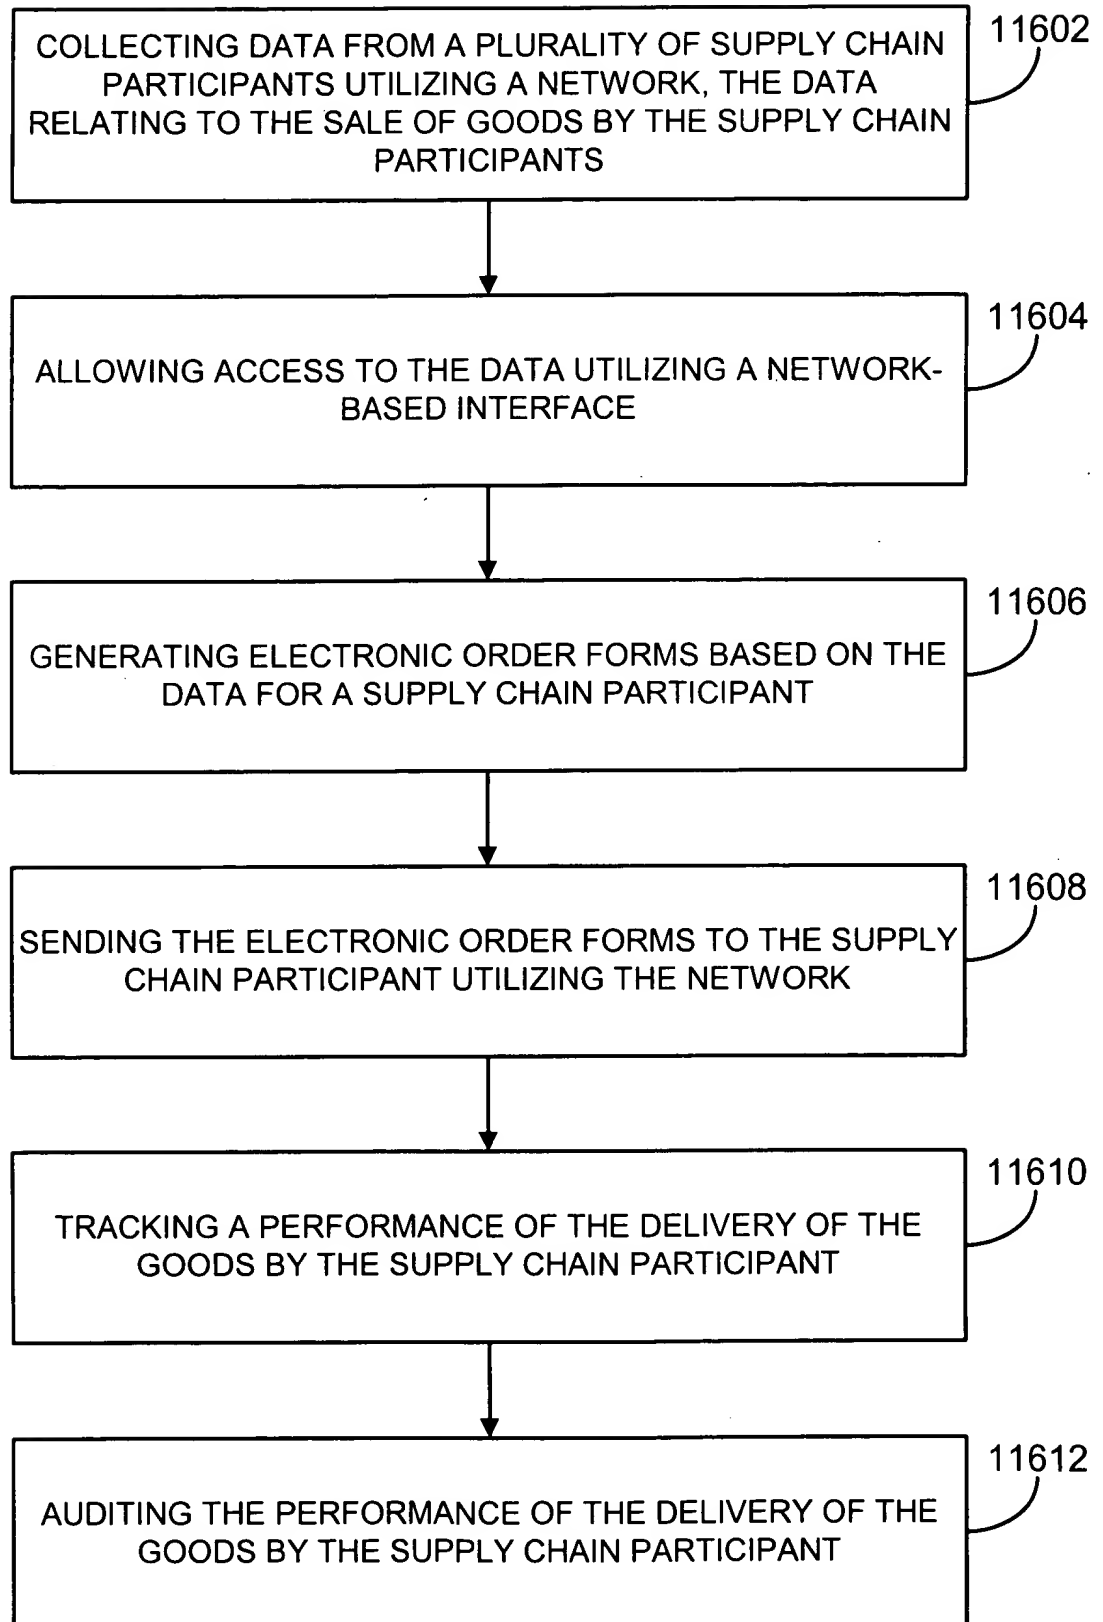 COLLECTING DATA FROM A PLURALITY OF SUPPLY CHAIN
PARTICIPANTS UTILIZING A NETWORK, THE DATA
RELATING TO THE SALE OF GOODS BY THE SUPPLY CHAIN
PARTICIPANTS
11602
ALLOWING ACCESS TO THE DATA UTILIZING A NETWORK-
BASED INTERFACE
11604
GENERATING ELECTRONIC ORDER FORMS BASED ON THE
DATA FOR A SUPPLY CHAIN PARTICIPANT
11606
SENDING THE ELECTRONIC ORDER FORMS TO THE SUPPLY
CHAIN PARTICIPANT UTILIZING THE NETWORK
11608
TRACKING A PERFORMANCE OF THE DELIVERY OF THE
GOODS BY THE SUPPLY CHAIN PARTICIPANT
11610
AUDITING THE PERFORMANCE OF THE DELIVERY OF THE
GOODS BY THE SUPPLY CHAIN PARTICIPANT
11612